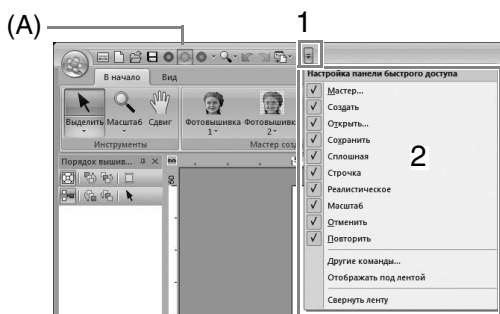 (A)
1
В начало Вид
Настройка панели быстрого доступа
Мастер...
Создать
Открыть...
Сохранить
Сплошная
Строчка
Реалистическое
Масштаб
Отменить
Повторить
Другие команды...
Отображать под лентой
Свернуть ленту
2
Выделить Масштаб Сдвиг
Фотовышивка Фотовышивка
1 2
Инструменты
Мастер созд
Порядок вышив...